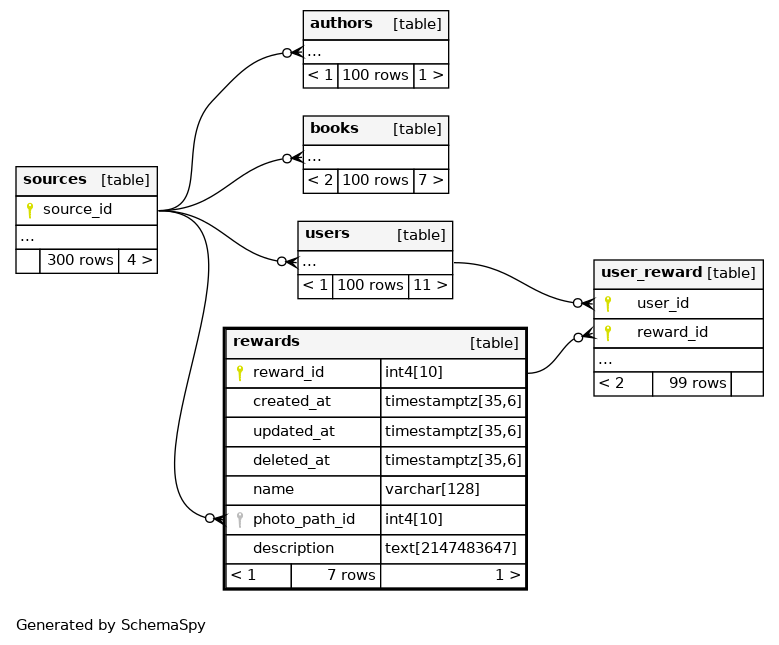 authors [table]
...
< 1 100 rows 1 >
books [table]
...
< 2 100 rows 7 >
sources [table]
source_id
...
300 rows 4 >
users [table]
...
< 1 100 rows 11 >
user_reward [table]
user_id
reward_id
...
< 2 99 rows
rewards [table]
reward_id int4[10]
created_at timestamptz[35,6]
updated_at timestamptz[35,6]
deleted_at timestamptz[35,6]
name varchar[128]
photo_path_id int4[10]
description text[2147483647]
< 1 7 rows 1 >
Generated by SchemaSpy